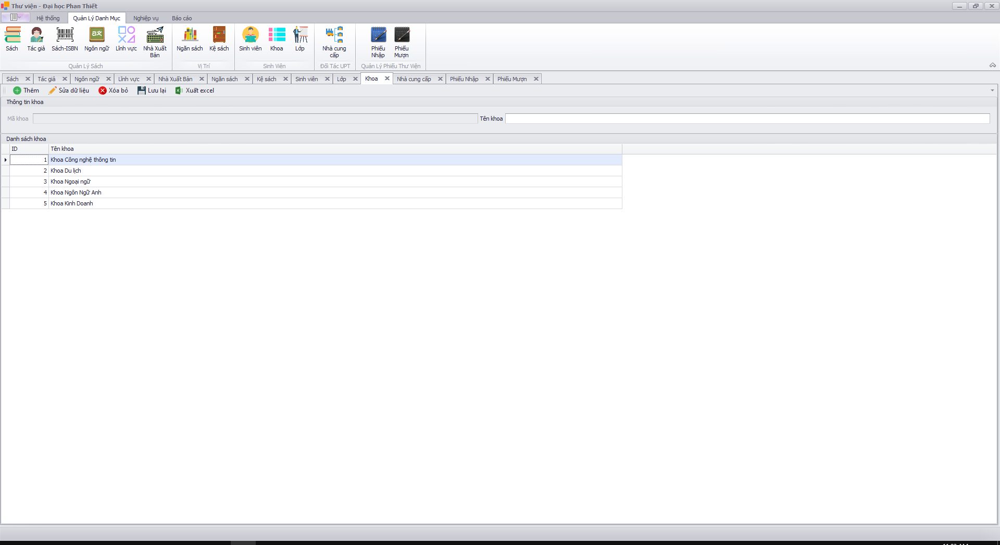 Thư viện - Đại học Phan Thiết
Hệ thống Quản Lý Danh Mục Nghiệp vụ Báo cáo
Sách Tác giả Sách-ISBN Ngôn ngữ Lĩnh vực Nhà Xuất Bản Ngăn sách Kệ sách Sinh viên Khoa Lớp Nhà cung cấp Phiếu Nhập Phiếu Mượn
Quản Lý Sách Vị Trí Sinh Viên Đối Tác UPT Quản Lý Phiếu Thư Viện
Sách Tác giả Ngôn ngữ Lĩnh vực Nhà Xuất Bản Ngăn sách Kệ sách Sinh viên Lớp Khoa Nhà cung cấp Phiếu Nhập Phiếu Mượn
Thêm Sửa dữ liệu Xóa bỏ Lưu lại Xuất excel
Thông tin khoa
Mã khoa Tên khoa
Danh sách khoa
ID Tên khoa
1 Khoa Công nghệ thông tin
2 Khoa Du lịch
3 Khoa Ngoại ngữ
4 Khoa Ngôn Ngữ Anh
5 Khoa Kinh Doanh